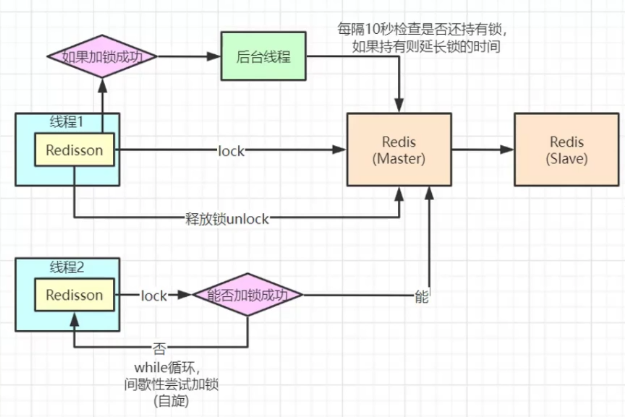 如果加锁成功
后台线程
每隔10秒检查是否还持有锁，
如果持有则延长锁的时间
线程1
Redisson
lock
Redis
(Master)
Redis
(Slave)
释放锁unlock
线程2
Redisson
lock
能否加锁成功
能
否
while循环，
间歇性尝试加锁
(自旋)